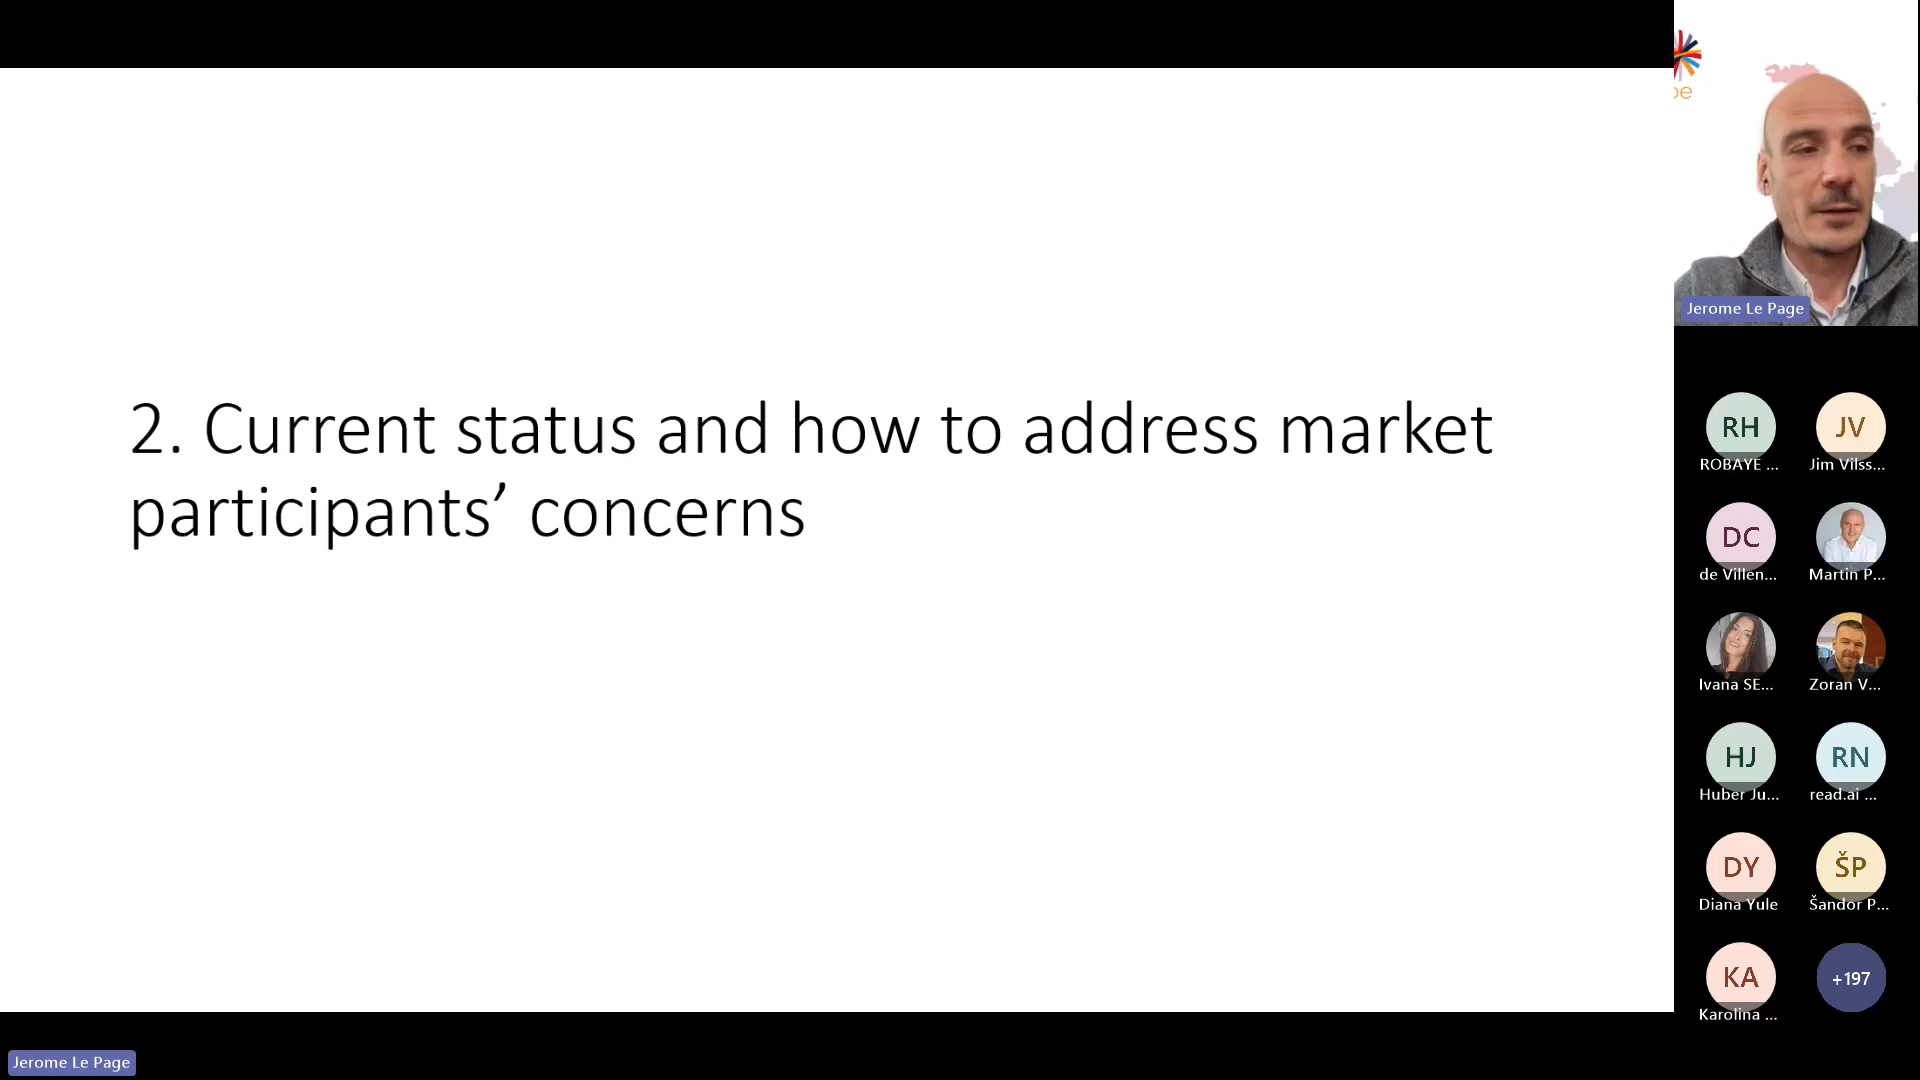 2. Current status and how to address market
participants’ concerns
Jerome Le Page
be
Jerome Le Page
RH
ROBAYE ...
JV
Jim Vilss...
DC
de Villen...
Martin P...
Ivana SE...
Zoran V...
HJ
Huber Ju...
RN
read.ai ...
DY
Diana Yule
ŠP
Šandor P...
KA
Karolina ...
+197